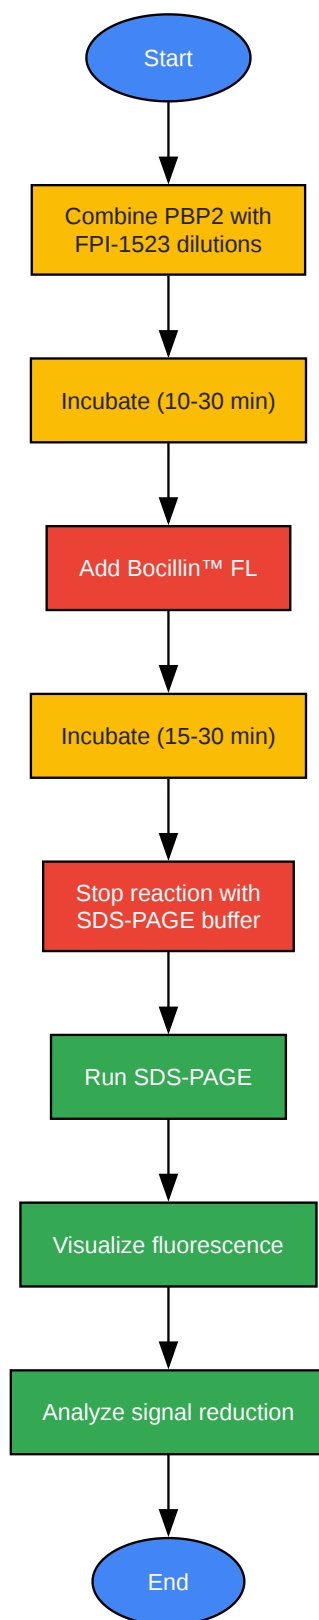 Start
Combine PBP2 with
FPI-1523 dilutions
Incubate (10-30 min)
Add Bocillin™ FL
Incubate (15-30 min)
Stop reaction with
SDS-PAGE buffer
Run SDS-PAGE
Visualize fluorescence
Analyze signal reduction
End